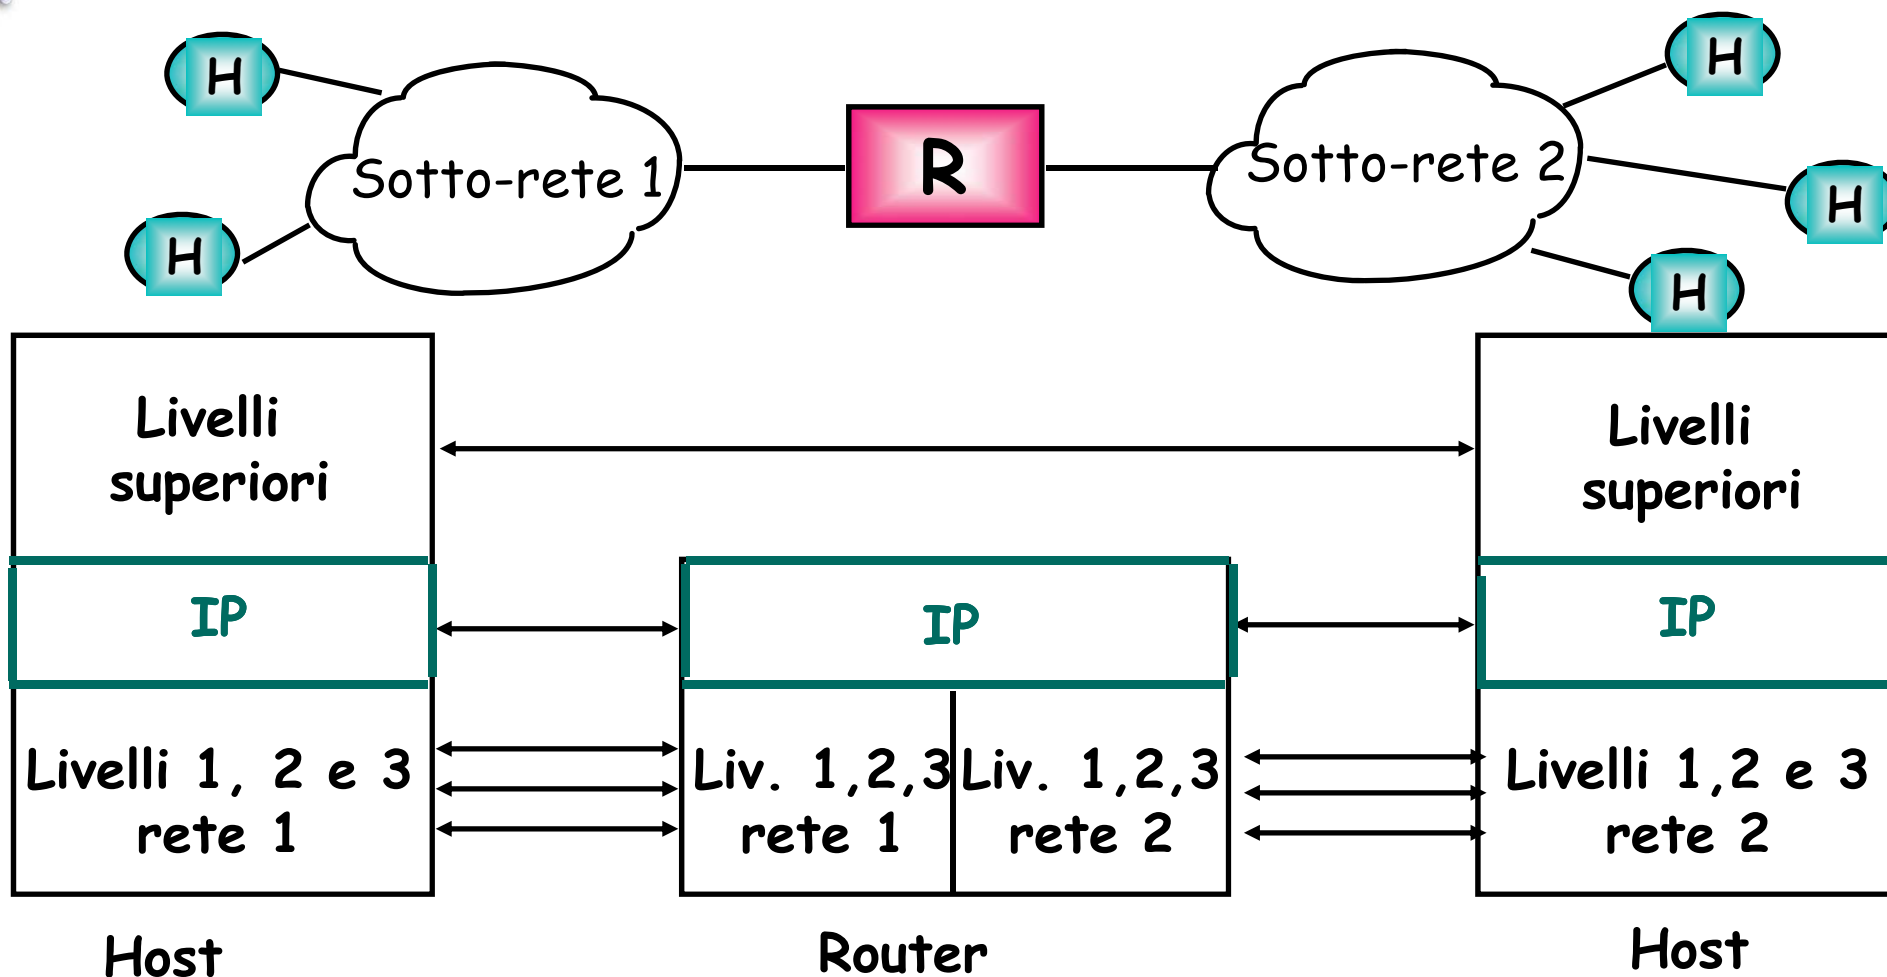 H
H
Sotto-rete 1
R
Sotto-rete 2
H
H
H
Livelli
superiori
Livelli
superiori
IP
IP
IP
Livelli 1, 2 e 3
rete 1
Liv. 1,2,3
rete 1
Liv. 1,2,3
rete 2
Livelli 1,2 e 3
rete 2
Host
Router
Host